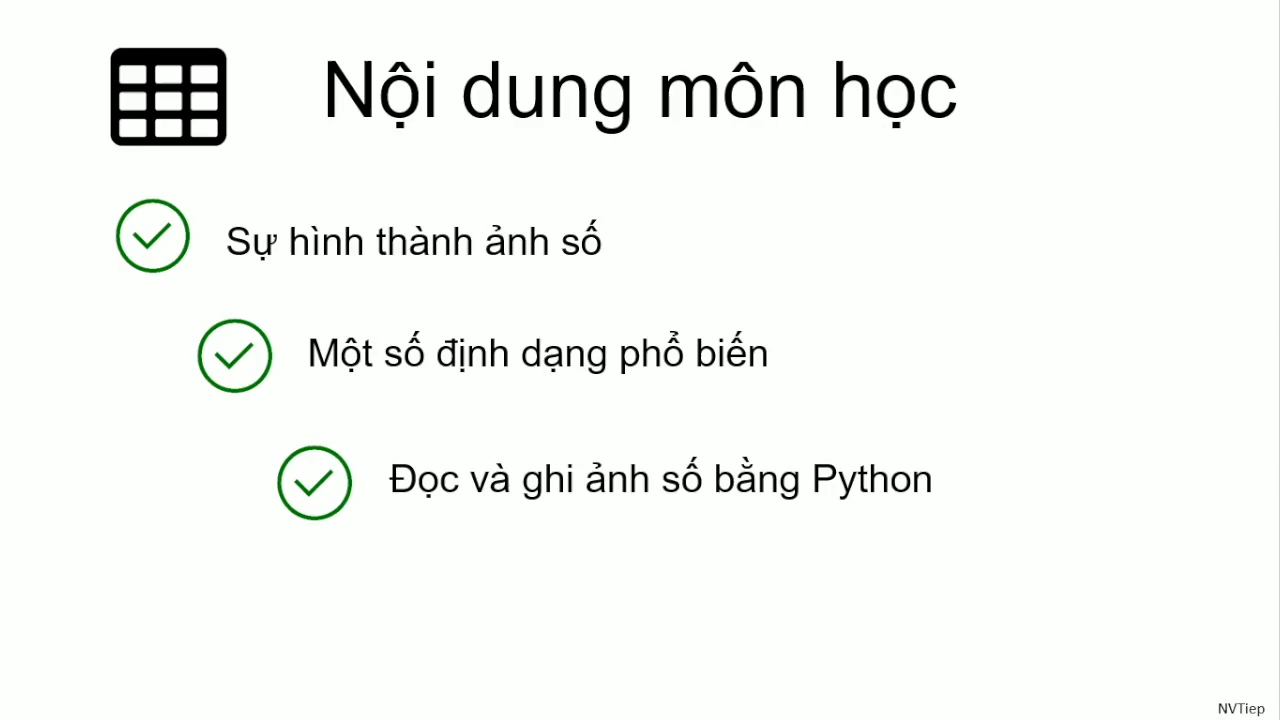 Nội dung môn học
Sự hình thành ảnh số
Một số định dạng phổ biến
Đọc và ghi ảnh số bằng Python
NVTiep